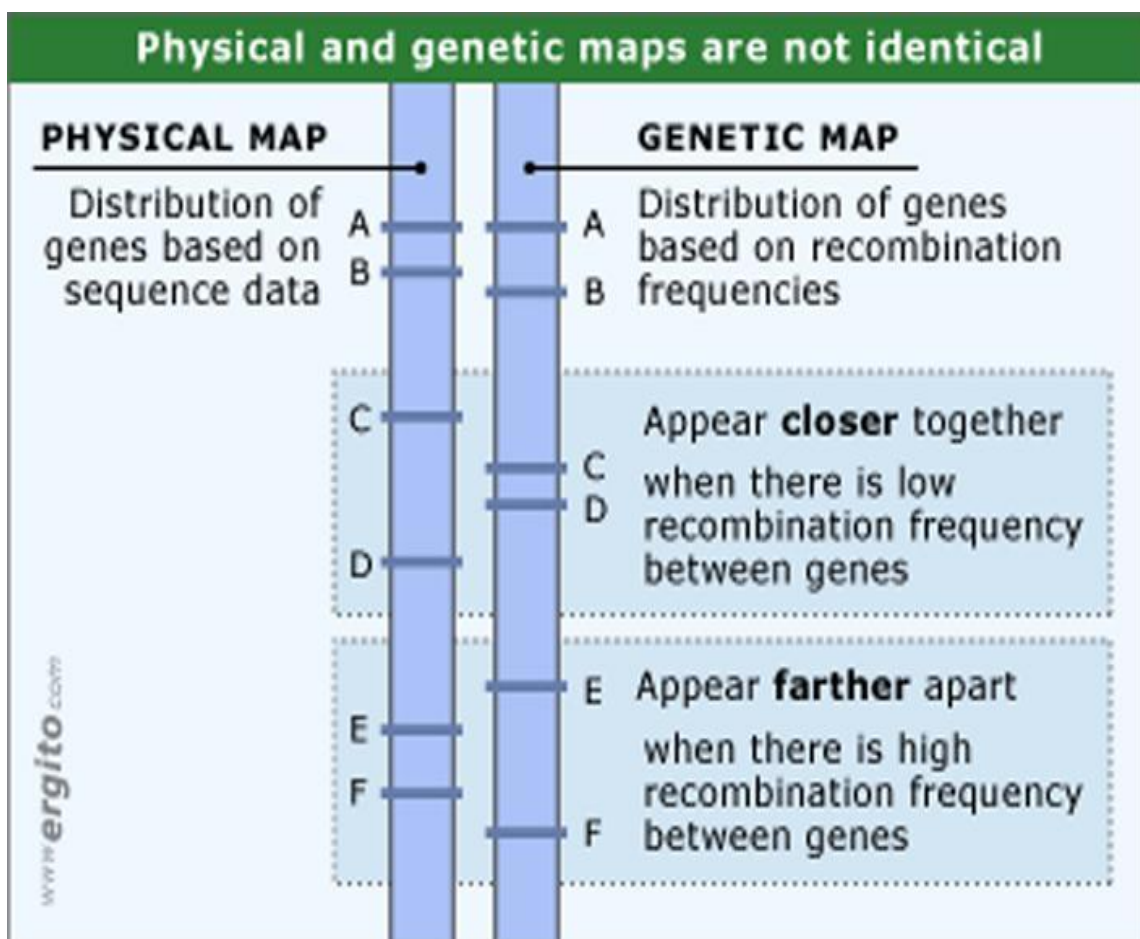 Physical and genetic maps are not identical
PHYSICAL MAP
Distribution of
genes based on
sequence data
GENETIC MAP
Distribution of genes
based on recombination
frequencies
A
B
A
B
C
D
C
D
Appear closer together
when there is low
recombination frequency
between genes
E
F
E
F
Appear farther apart
when there is high
recombination frequency
between genes
www.ergito.com